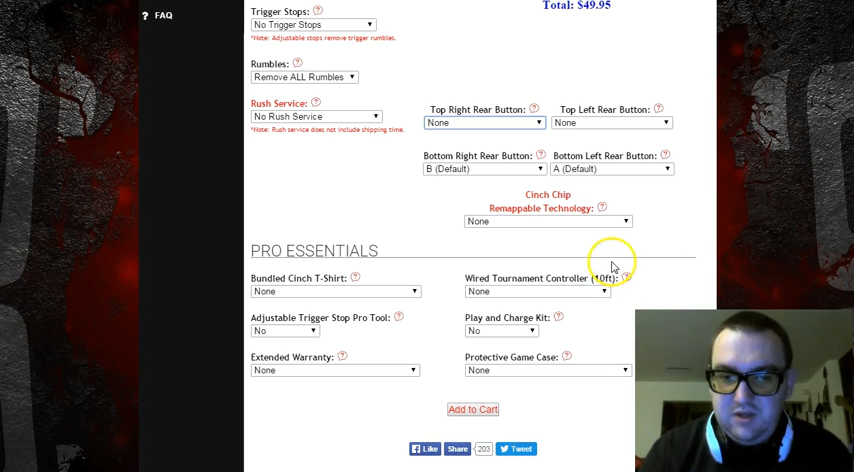 Total: $49.95
? FAQ
Trigger Stops: ?
No Trigger Stops
*Note: Adjustable stops remove trigger rumbles.
Rumbles: ?
Remove ALL Rumbles
Rush Service: ?
No Rush Service
*Note: Rush service does not include shipping time.
Top Right Rear Button: ? Top Left Rear Button: ?
None None
Bottom Right Rear Button: ? Bottom Left Rear Button: ?
B (Default) A (Default)
Cinch Chip
Remappable Technology: ?
None
PRO ESSENTIALS
Bundled Cinch T-Shirt: ? Wired Tournament Controller (10ft): ?
None None
Adjustable Trigger Stop Pro Tool: ? Play and Charge Kit: ?
No No
Extended Warranty: ? Protective Game Case: ?
None None
Add to Cart
f Like Share 203 Tweet